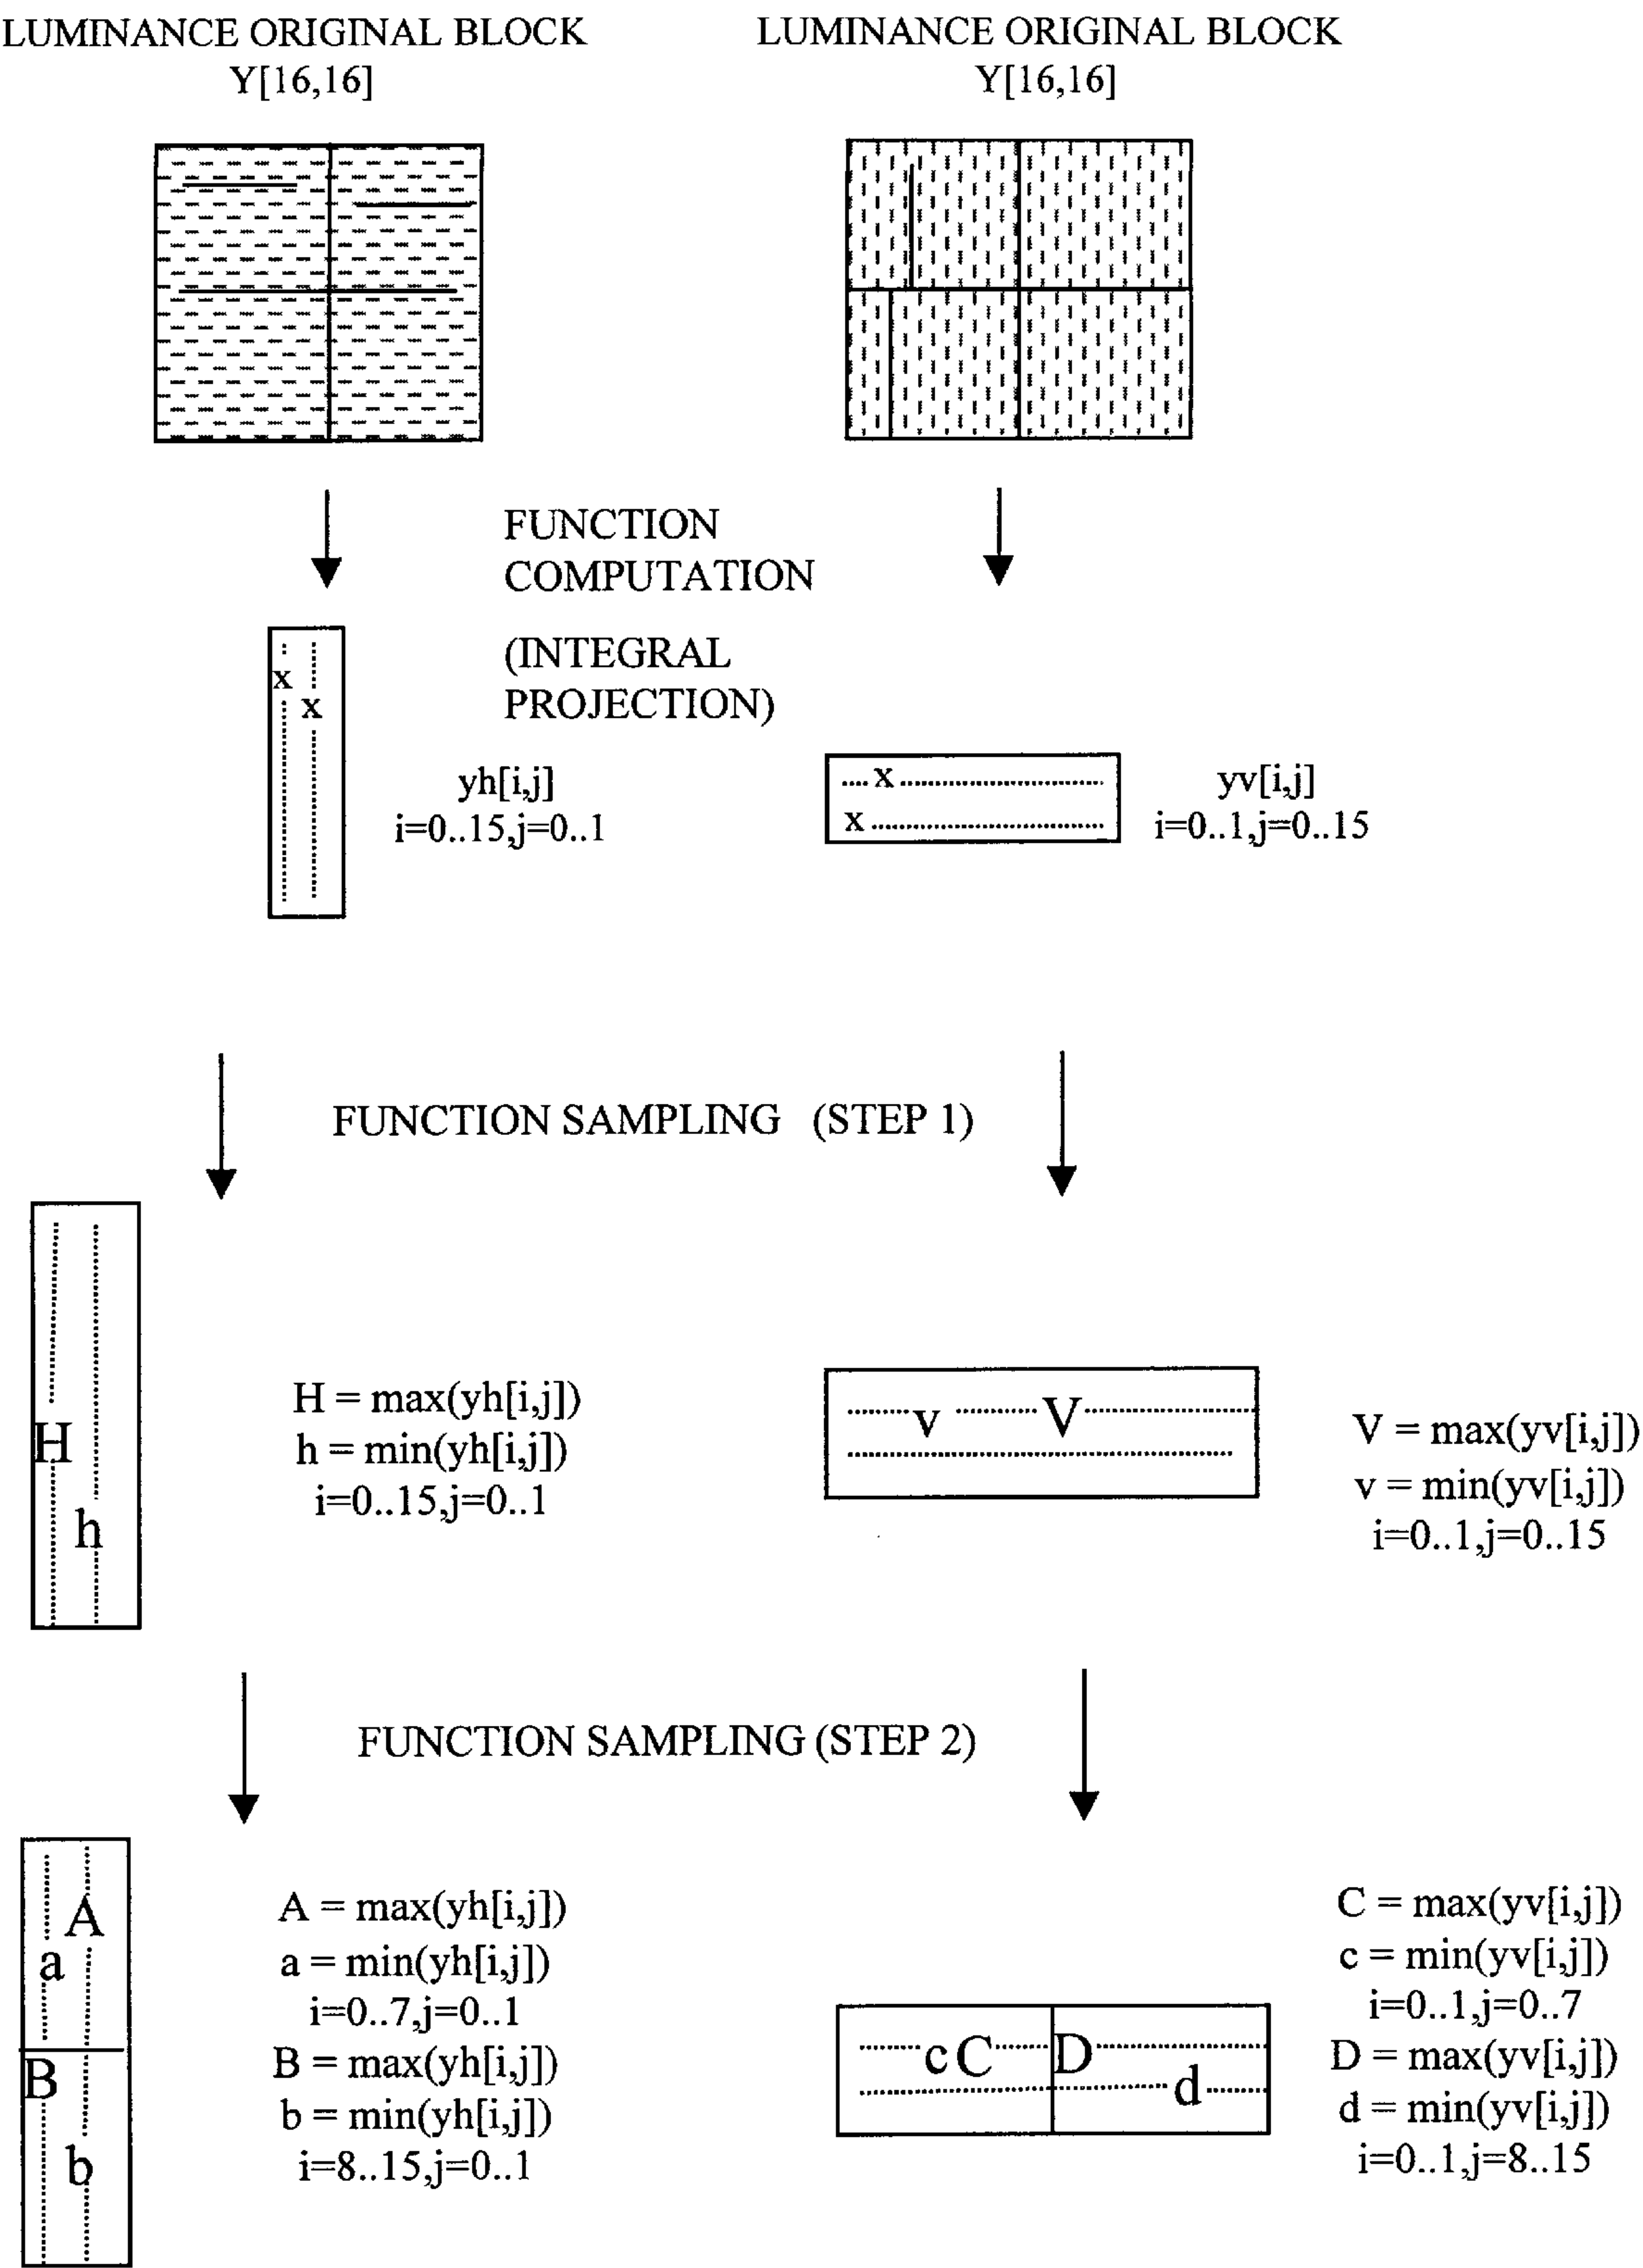 LUMINANCE ORIGINAL BLOCK
Y[16,16]
LUMINANCE ORIGINAL BLOCK
Y[16,16]
FUNCTION
COMPUTATION
(INTEGRAL
PROJECTION)
x
x
yh[i,j]
i=0..15,j=0..1
x
x
yv[i,j]
i=0..1,j=0..15
FUNCTION SAMPLING (STEP 1)
H
h
H = max(yh[i,j])
h = min(yh[i,j])
i=0..15,j=0..1
v V
V = max(yv[i,j])
v = min(yv[i,j])
i=0..1,j=0..15
FUNCTION SAMPLING (STEP 2)
A
a
B
b
A = max(yh[i,j])
a = min(yh[i,j])
i=0..7,j=0..1
B = max(yh[i,j])
b = min(yh[i,j])
i=8..15,j=0..1
c C D
d
C = max(yv[i,j])
c = min(yv[i,j])
i=0..1,j=0..7
D = max(yv[i,j])
d = min(yv[i,j])
i=0..1,j=8..15